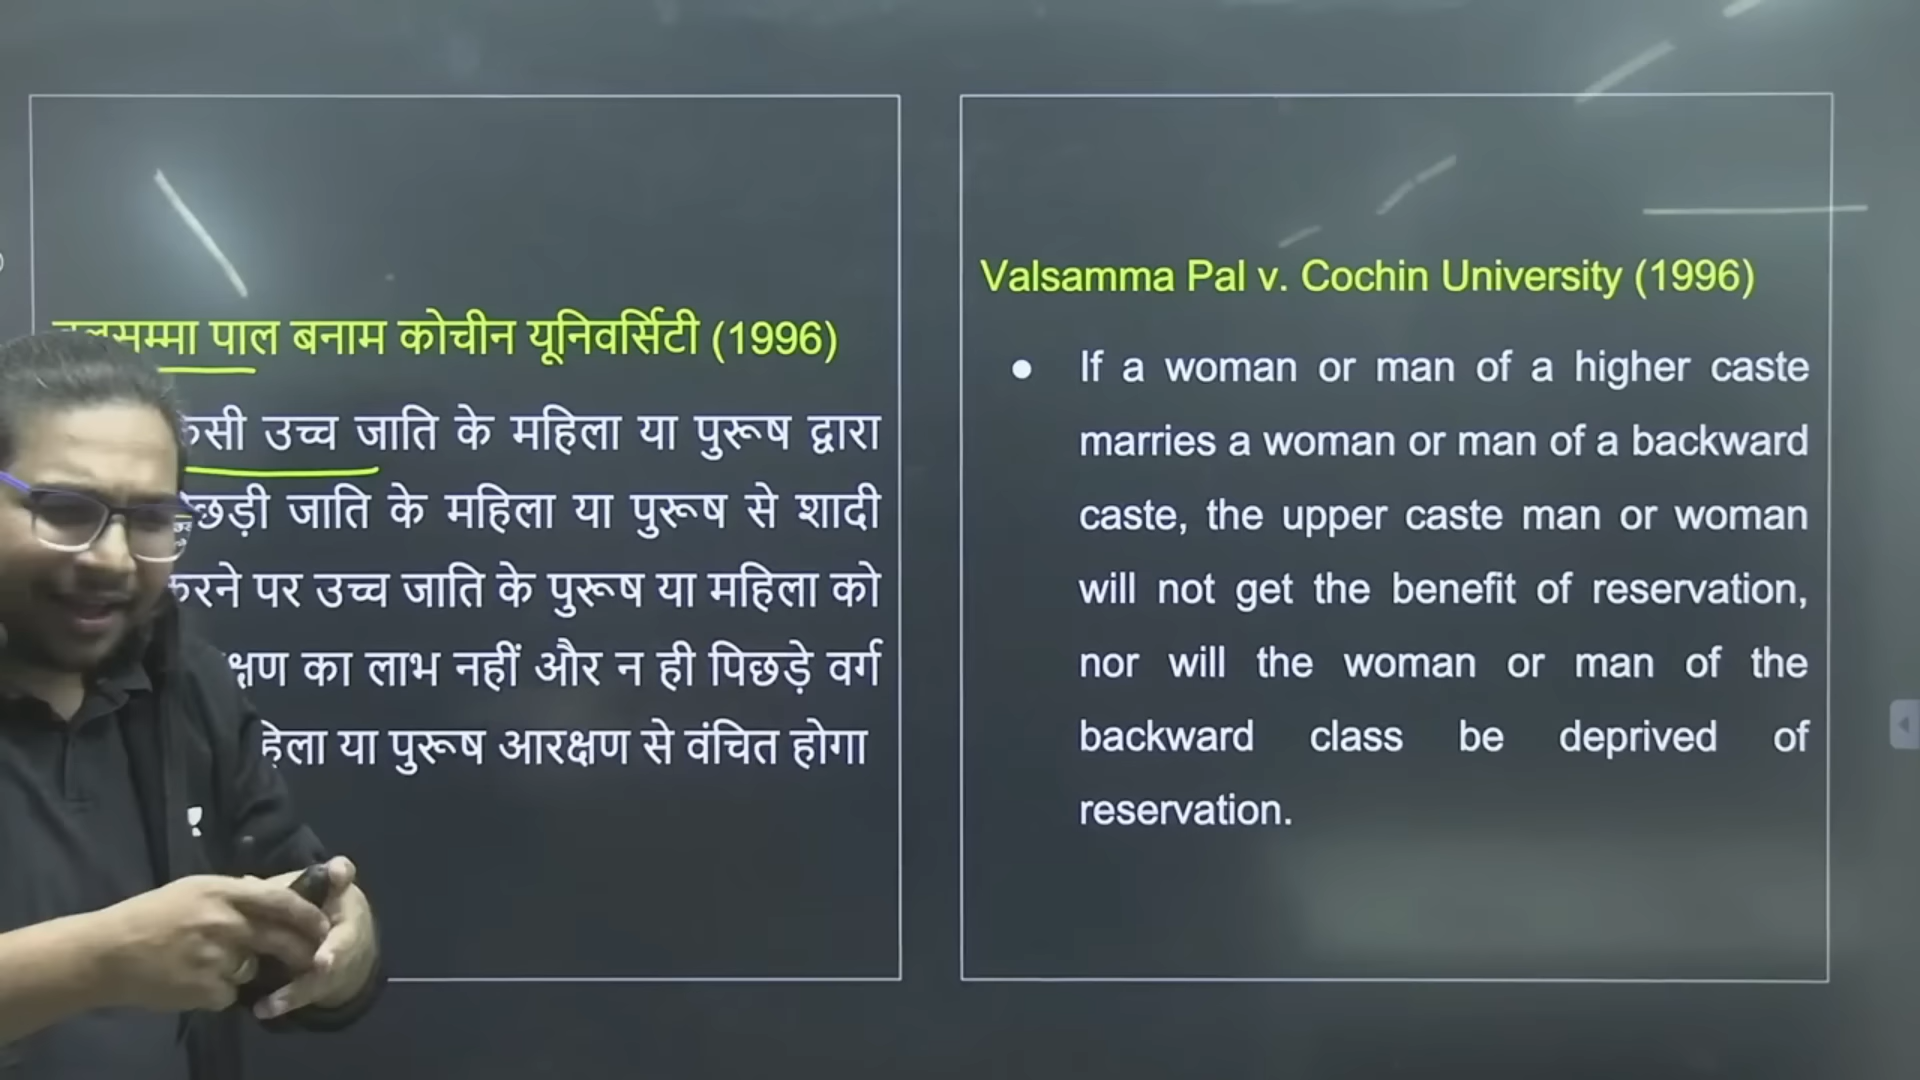 पाल बनाम कोचीन यूनिवर्सिटी (1996)
उच्च जाति के महिला या पुरूष द्वारा
जाति के महिला या पुरूष से शादी
पर उच्च जाति के पुरूष या महिला को
का लाभ नहीं और न ही पिछड़े वर्ग
या पुरूष आरक्षण से वंचित होगा
Valsamma Pal v. Cochin University (1996)
● If a woman or man of a higher caste
marries a woman or man of a backward
caste, the upper caste man or woman
will not get the benefit of reservation,
nor will the woman or man of the
backward class be deprived of
reservation.